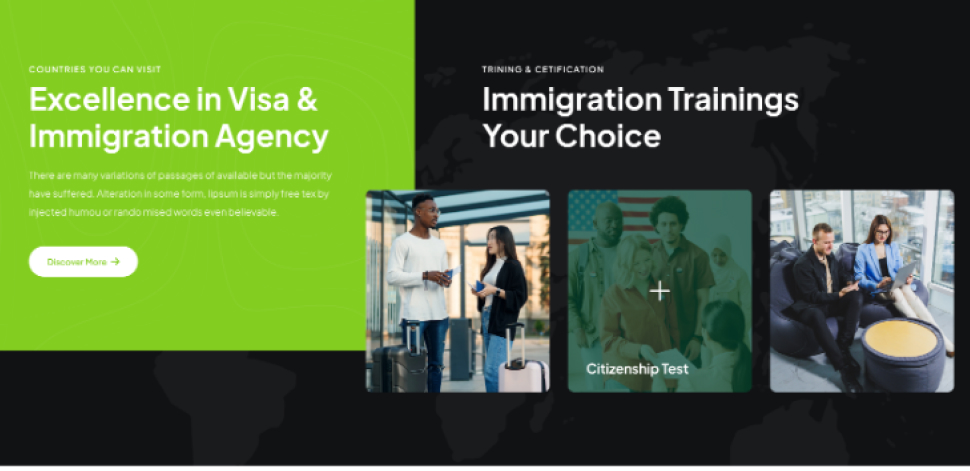 COUNTRIES YOU CAN VISIT
Excellence in Visa &
Immigration Agency
There are many variations of passages of available but the majority
have suffered. Alteration in some form, lipsum is simply free tex by
injected humou or rando mised words even believable.
Discover More →
TRINING & CETIFICATION
Immigration Trainings
Your Choice
Citizenship Test